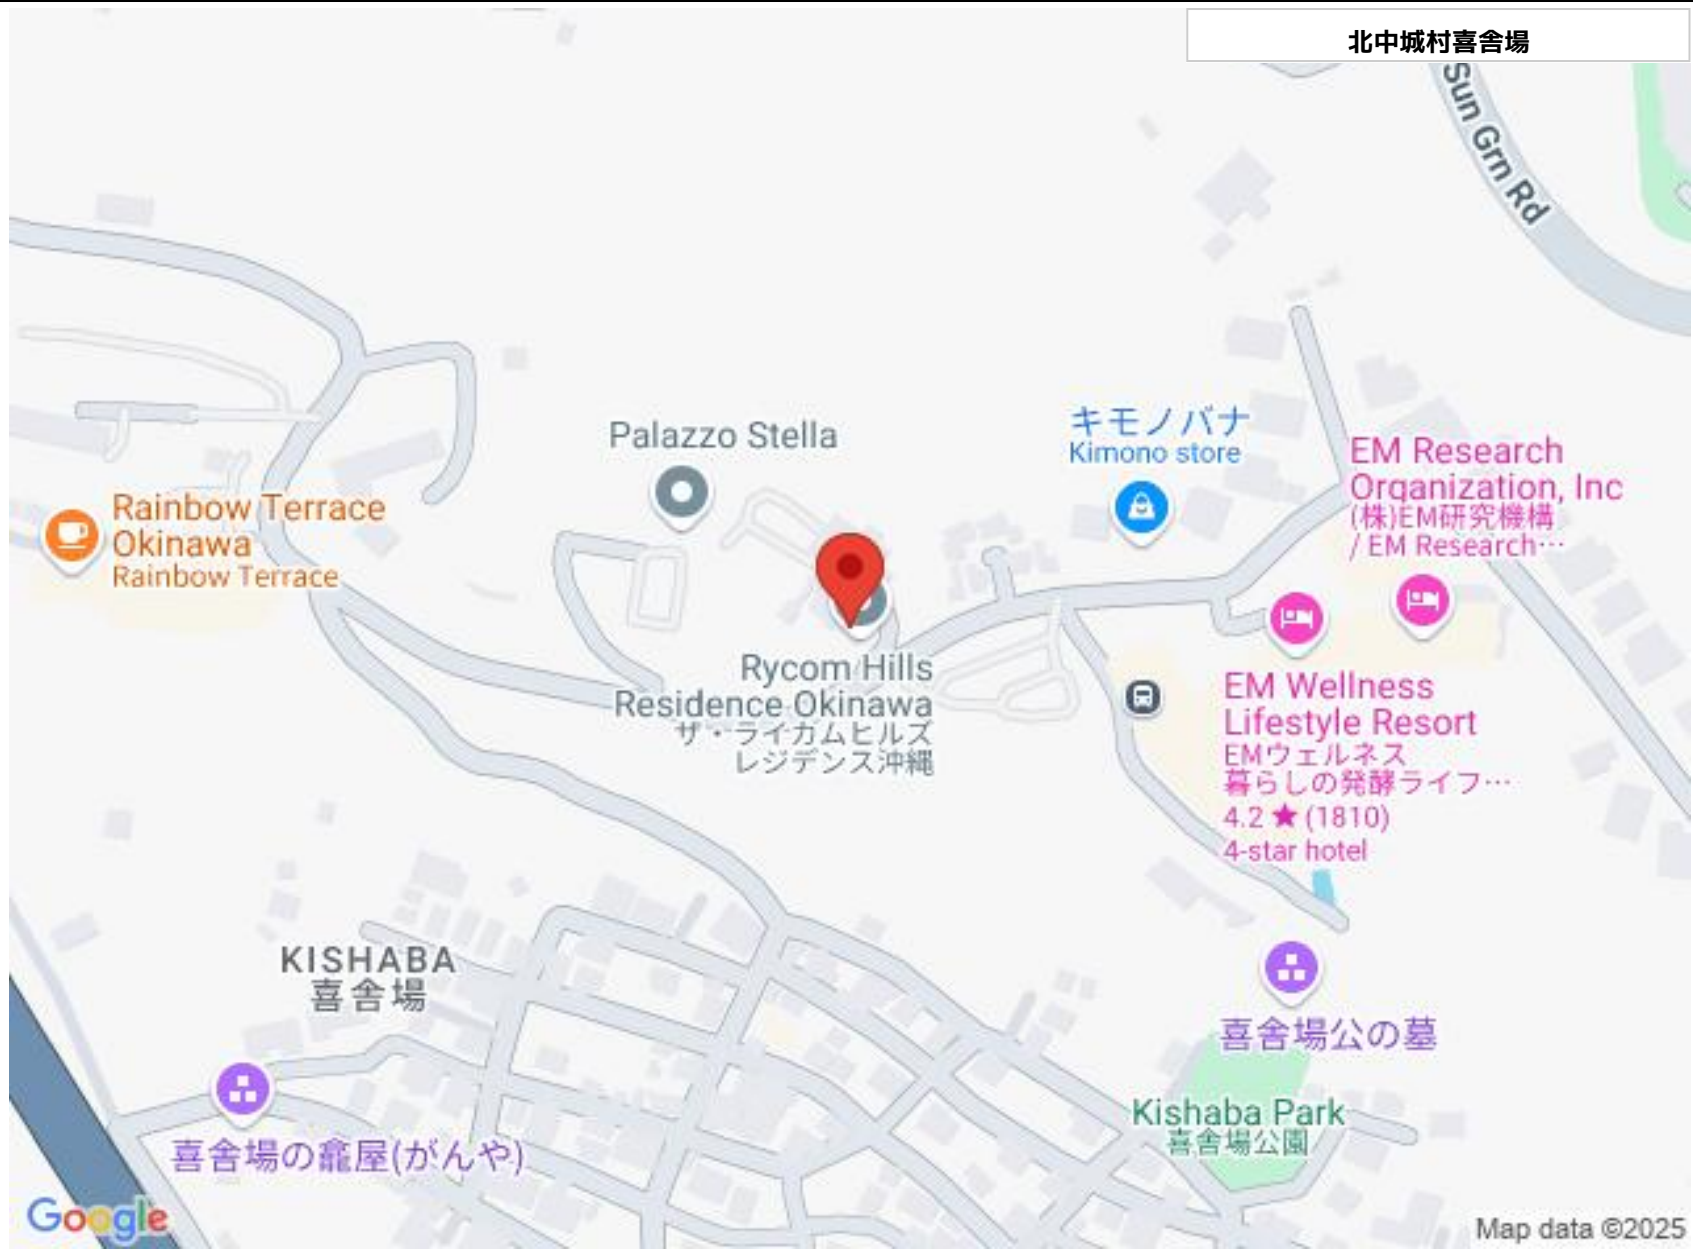 北中城村喜舎場
Sun Grn Rd
Palazzo Stella
キモノバナ
Kimono store
EM Research
Organization, Inc
(株)EM研究機構
/ EM Research…
Rainbow Terrace
Okinawa
Rainbow Terrace
Rycom Hills
Residence Okinawa
ザ・ライカムヒルズ
レジデンス沖縄
EM Wellness
Lifestyle Resort
EMウェルネス
暮らしの発酵ライフ…
4.2 ★ (1810)
4-star hotel
KISHABA
喜舎場
喜舎場公の墓
Kishaba Park
喜舎場公園
喜舎場の龕屋(がんや)
Google
Map data ©2025